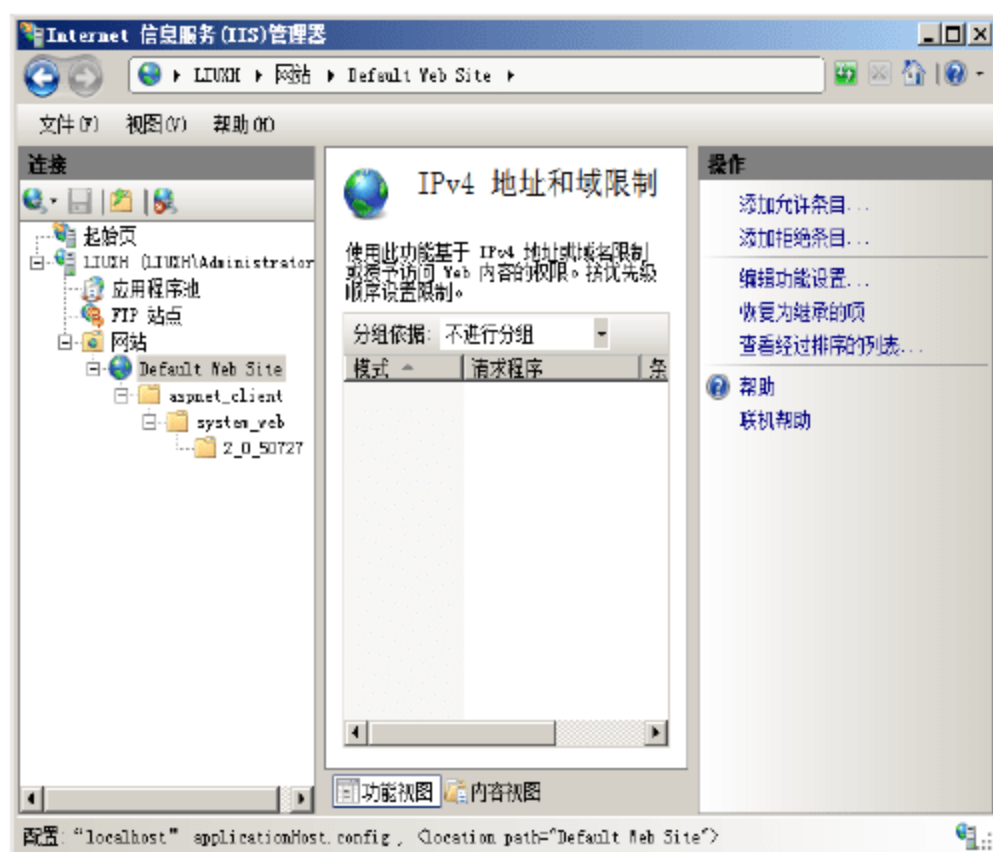 Internet 信息服务(IIS)管理器
LIUXH ▸ 网站 ▸ Default Web Site ▸
文件(F) 视图(V) 帮助(H)
连接
起始页
LIUXH (LIUXH\Administrator
应用程序池
FTP 站点
网站
Default Web Site
aspnet_client
system_web
2_0_50727
IPv4 地址和域限制
使用此功能基于 IPv4 地址或域名限制
或授予访问 Web 内容的权限。按优先级
顺序设置限制。
分组依据: 不进行分组
模式 请求程序 条
功能视图 内容视图
操作
添加允许条目...
添加拒绝条目...
编辑功能设置...
恢复为继承的项
查看经过排序的列表...
帮助
联机帮助
配置: "localhost" applicationHost.config , <location path="Default Web Site">